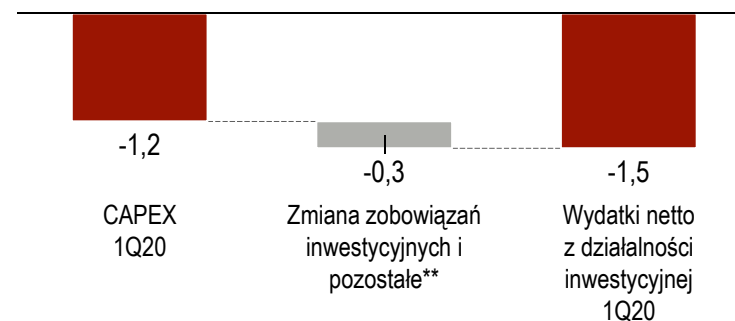 -1,2
-0,3
-1,5
CAPEX
1Q20
Zmiana zobowiązań
inwestycyjnych i
pozostałe**
Wydatki netto
z działalności
inwestycyjnej
1Q20